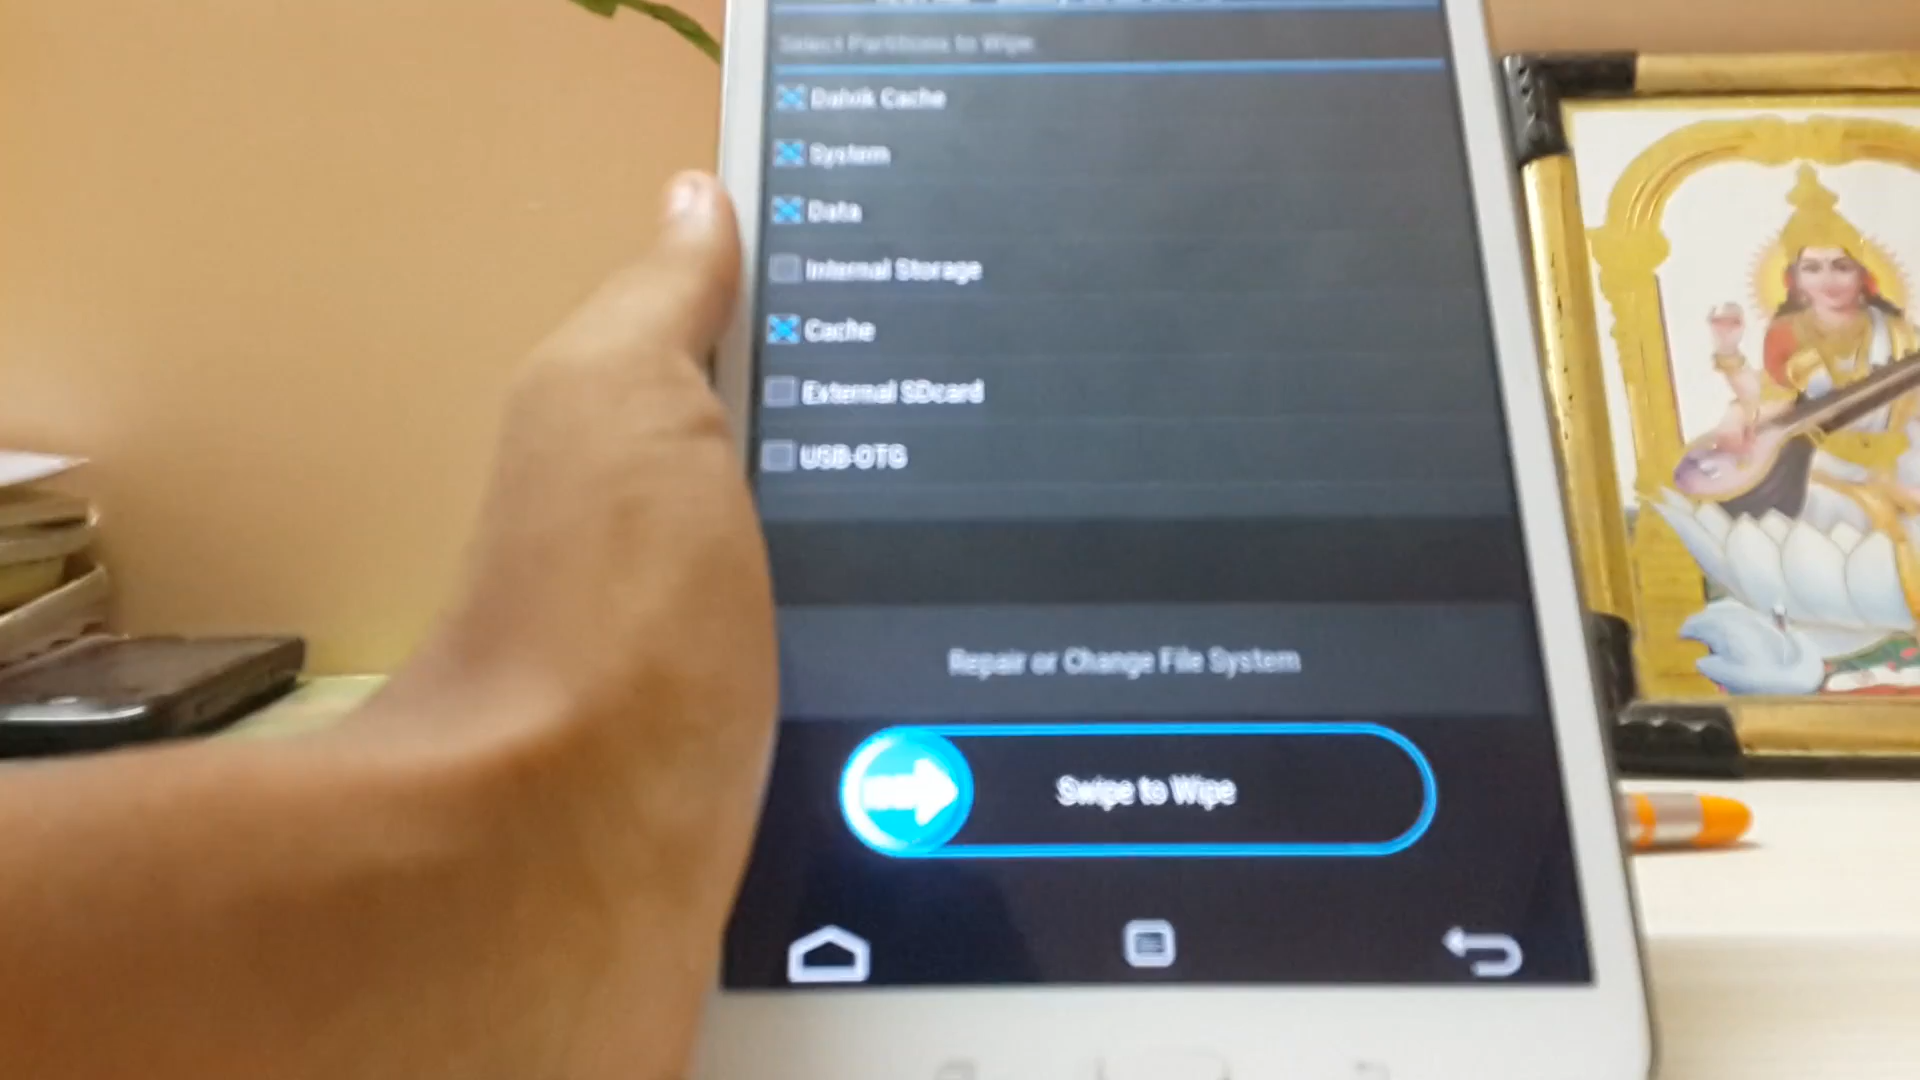 Select Partitions to Wipe:
Dalvik Cache
System
Data
Internal Storage
Cache
External SDcard
USB-OTG
Repair or Change File System
Swipe to Wipe